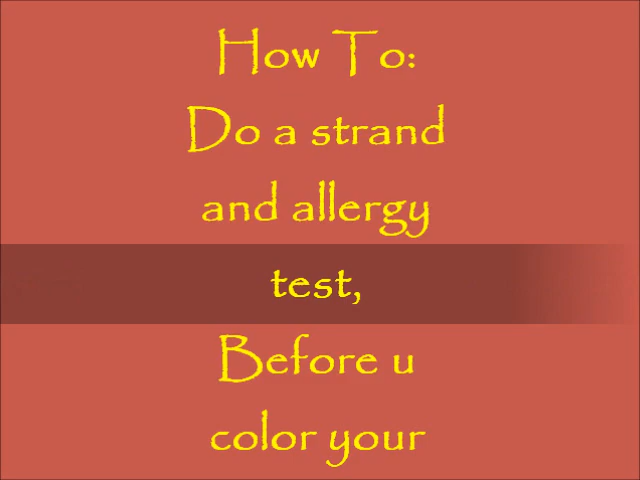 How To:
Do a strand
and allergy
test,
Before u
color your